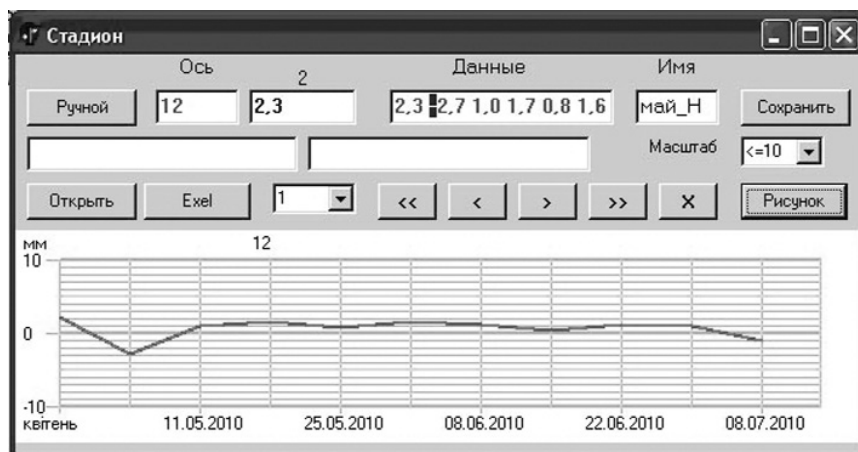 Стадион
Ось 2 Данные Имя
Ручной 12 2,3 2,3 -2,7 1,0 1,7 0,8 1,6 май_Н Сохранить
Масштаб <=10
Открыть Exel 1 << < > >> X Рисунок
мм 12
10
0
-10
квітень 11.05.2010 25.05.2010 08.06.2010 22.06.2010 08.07.2010